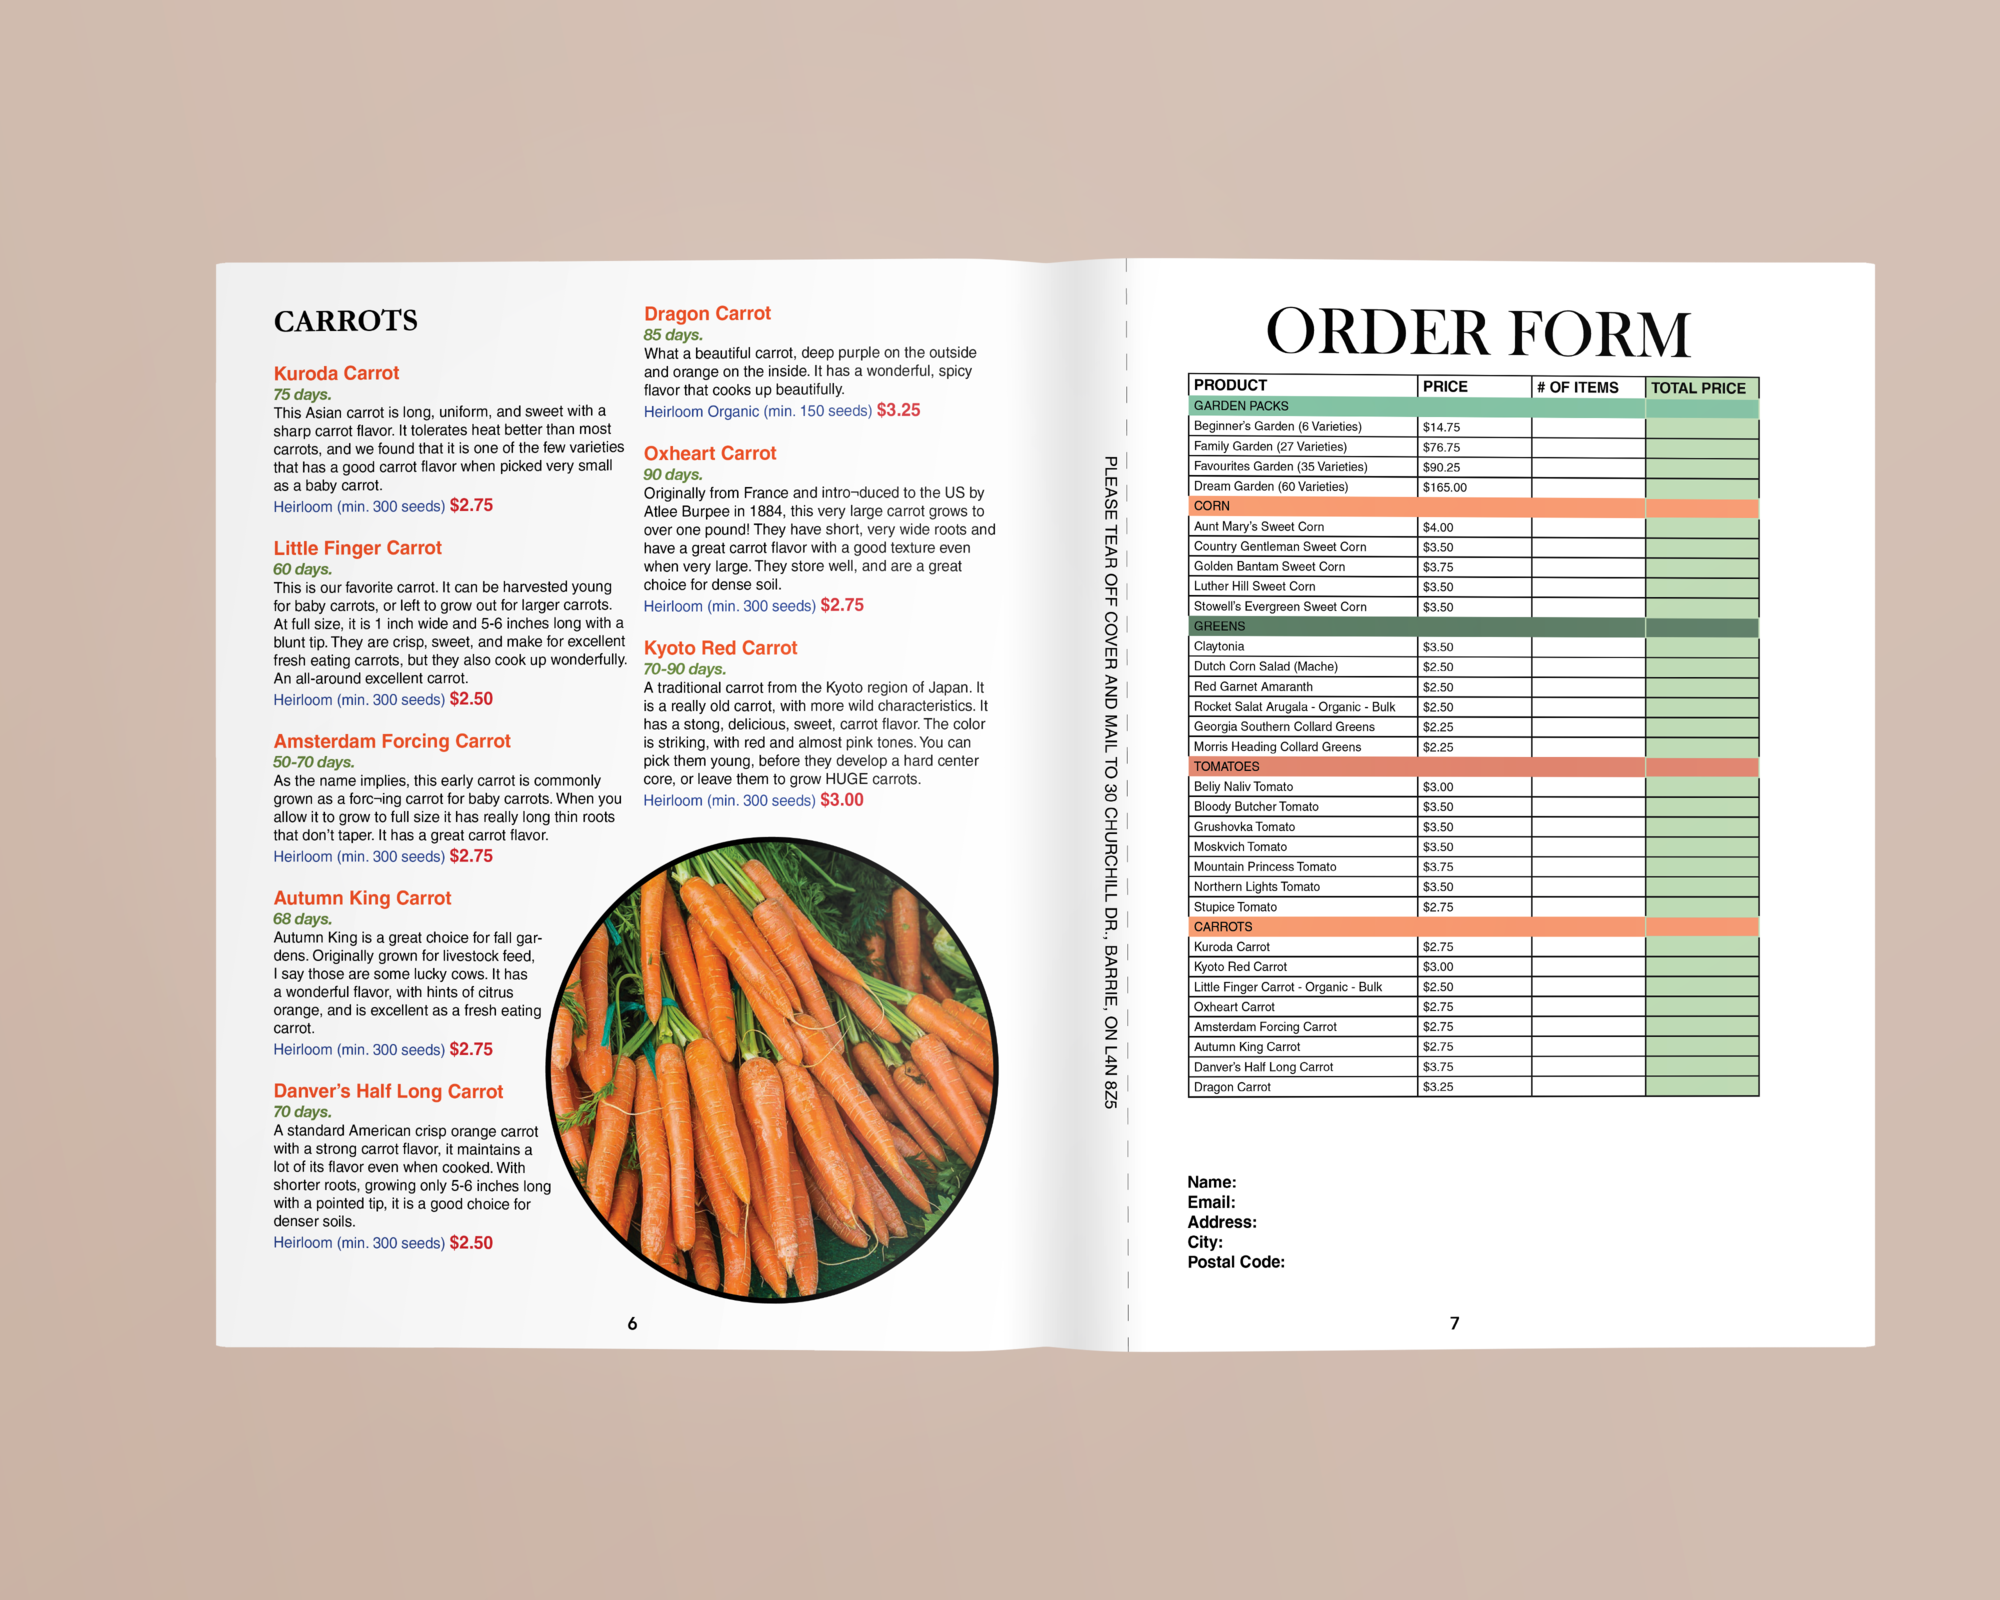 CARROTS
Kuroda Carrot
75 days.
This Asian carrot is long, uniform, and sweet with a
sharp carrot flavor. It tolerates heat better than most
carrots, and we found that it is one of the few varieties
that has a good carrot flavor when picked very small
as a baby carrot.
Heirloom (min. 300 seeds) $2.75
Little Finger Carrot
60 days.
This is our favorite carrot. It can be harvested young
for baby carrots, or left to grow out for larger carrots.
At full size, it is 1 inch wide and 5-6 inches long with a
blunt tip. They are crisp, sweet, and make for excellent
fresh eating carrots, but they also cook up wonderfully.
An all-around excellent carrot.
Heirloom (min. 300 seeds) $2.50
Amsterdam Forcing Carrot
50-70 days.
As the name implies, this early carrot is commonly
grown as a forc¬ing carrot for baby carrots. When you
allow it to grow to full size it has really long thin roots
that don't taper. It has a great carrot flavor.
Heirloom (min. 300 seeds) $2.75
Autumn King Carrot
68 days.
Autumn King is a great choice for fall gar-
dens. Originally grown for livestock feed,
I say those are some lucky cows. It has
a wonderful flavor, with hints of citrus
orange, and is excellent as a fresh eating
carrot.
Heirloom (min. 300 seeds) $2.75
Danver's Half Long Carrot
70 days.
A standard American crisp orange carrot
with a strong carrot flavor, it maintains a
lot of its flavor even when cooked. With
shorter roots, growing only 5-6 inches long
with a pointed tip, it is a good choice for
denser soils.
Heirloom (min. 300 seeds) $2.50
Dragon Carrot
85 days.
What a beautiful carrot, deep purple on the outside
and orange on the inside. It has a wonderful, spicy
flavor that cooks up beautifully.
Heirloom Organic (min. 150 seeds) $3.25
Oxheart Carrot
90 days.
Originally from France and intro¬duced to the US by
Atlee Burpee in 1884, this very large carrot grows to
over one pound! They have short, very wide roots and
have a great carrot flavor with a good texture even
when very large. They store well, and are a great
choice for dense soil.
Heirloom (min. 300 seeds) $2.75
Kyoto Red Carrot
70-90 days.
A traditional carrot from the Kyoto region of Japan. It
is a really old carrot, with more wild characteristics. It
has a stong, delicious, sweet, carrot flavor. The color
is striking, with red and almost pink tones. You can
pick them young, before they develop a hard center
core, or leave them to grow HUGE carrots.
Heirloom (min. 300 seeds) $3.00
6
PLEASE TEAR OFF COVER AND MAIL TO 30 CHURCHILL DR., BARRIE, ON L4N 8Z5
ORDER FORM
PRODUCT PRICE # OF ITEMS TOTAL PRICE
GARDEN PACKS
Beginner's Garden (6 Varieties) $14.75
Family Garden (27 Varieties) $76.75
Favourites Garden (35 Varieties) $90.25
Dream Garden (60 Varieties) $165.00
CORN
Aunt Mary's Sweet Corn $4.00
Country Gentleman Sweet Corn $3.50
Golden Bantam Sweet Corn $3.75
Luther Hill Sweet Corn $3.50
Stowell's Evergreen Sweet Corn $3.50
GREENS
Claytonia $3.50
Dutch Corn Salad (Mache) $2.50
Red Garnet Amaranth $2.50
Rocket Salat Arugala - Organic - Bulk $2.50
Georgia Southern Collard Greens $2.25
Morris Heading Collard Greens $2.25
TOMATOES
Beliy Naliv Tomato $3.00
Bloody Butcher Tomato $3.50
Grushovka Tomato $3.50
Moskvich Tomato $3.50
Mountain Princess Tomato $3.75
Northern Lights Tomato $3.50
Stupice Tomato $2.75
CARROTS
Kuroda Carrot $2.75
Kyoto Red Carrot $3.00
Little Finger Carrot - Organic - Bulk $2.50
Oxheart Carrot $2.75
Amsterdam Forcing Carrot $2.75
Autumn King Carrot $2.75
Danver's Half Long Carrot $3.75
Dragon Carrot $3.25
Name:
Email:
Address:
City:
Postal Code:
7